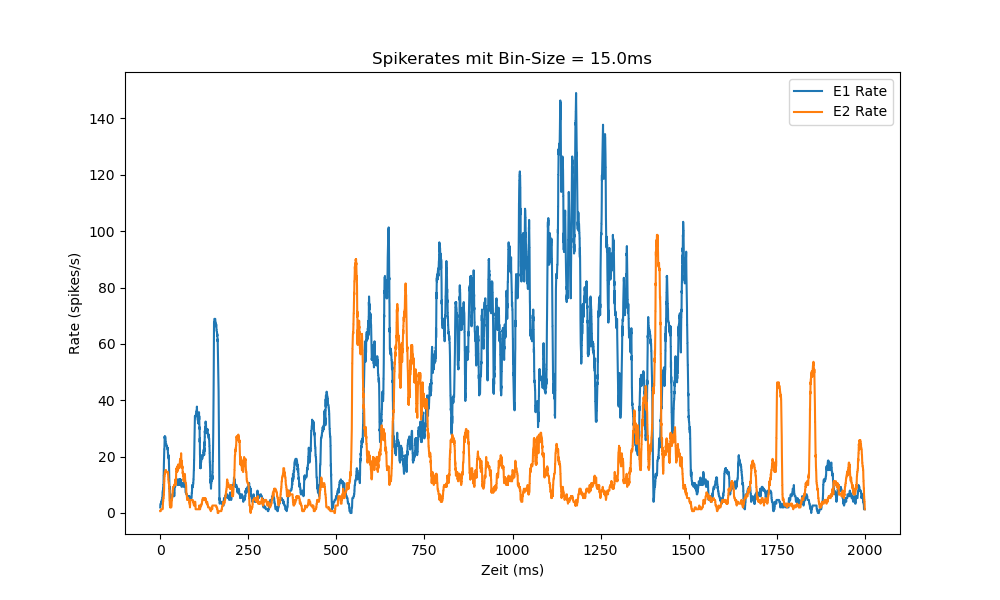 Spikerates mit Bin-Size = 15.0ms
E1 Rate
E2 Rate
Rate (spikes/s)
140
120
100
80
60
40
20
0
0 250 500 750 1000 1250 1500 1750 2000
Zeit (ms)